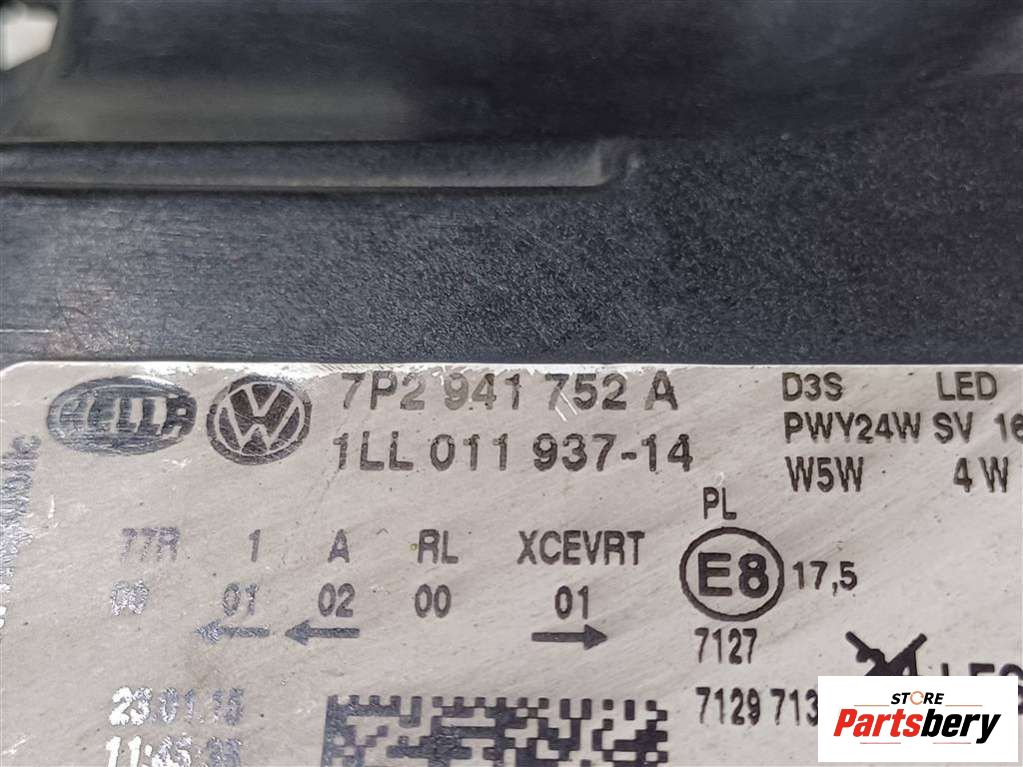 HELLA 7P2 941 752 A D3S LED
1LL 011 937-14 PWY24W SV 16
W5W 4 W
PL
77R 1 A RL XCEVRT
E8 17,5
00 01 02 00 01
7127
7129 713
23.01.15
STORE
Partsbery